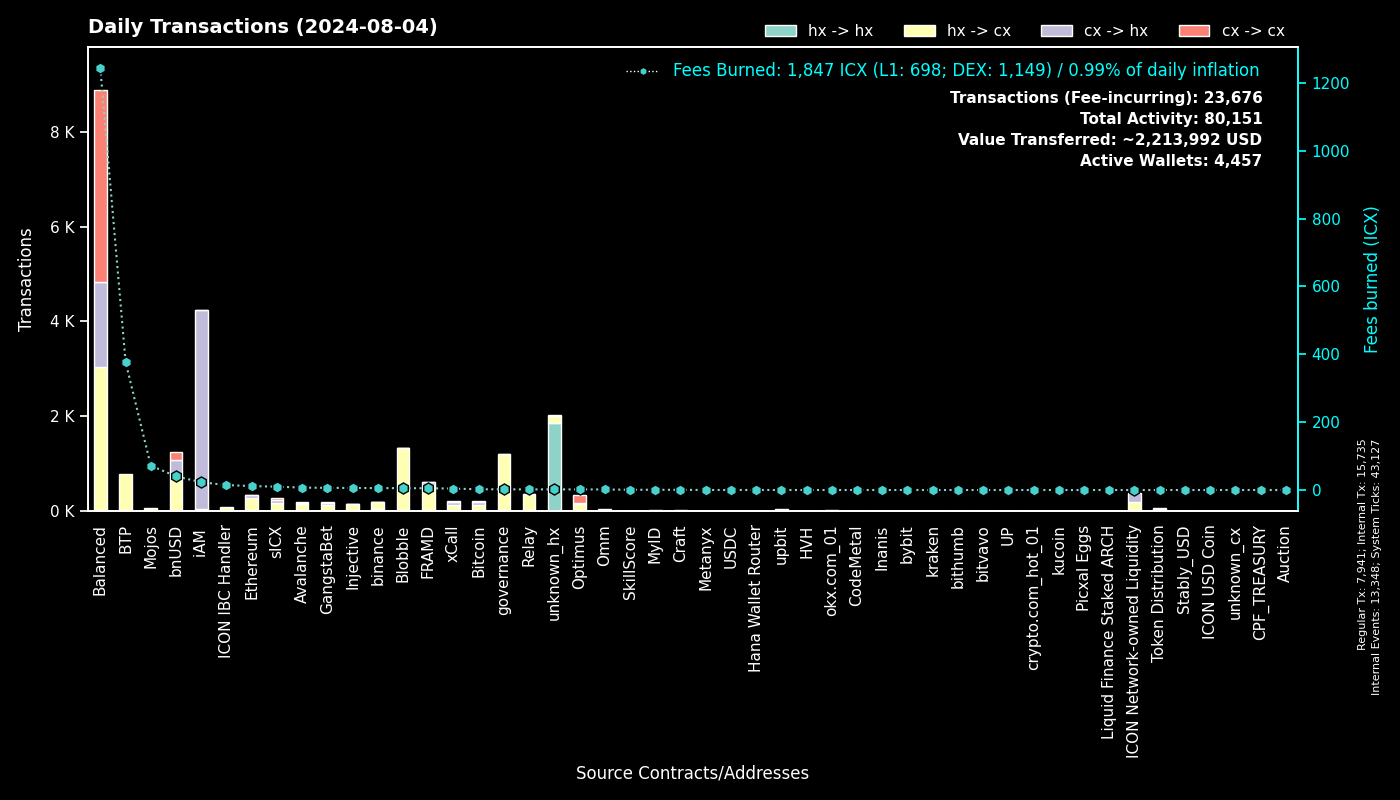 Daily Transactions (2024-08-04)
hx -> hx
hx -> cx
cx -> hx
cx -> cx
Fees Burned: 1,847 ICX (L1: 698; DEX: 1,149) / 0.99% of daily inflation
Transactions (Fee-incurring): 23,676
Total Activity: 80,151
Value Transferred: ~2,213,992 USD
Active Wallets: 4,457
Transactions
8 K
6 K
4 K
2 K
0 K
1200
1000
800
600
400
200
0
Fees burned (ICX)
Balanced
BTP
Mojos
bnUSD
IAM
ICON IBC Handler
Ethereum
sICX
Avalanche
GangstaBet
Injective
binance
Blobble
FRAMD
xCall
Bitcoin
governance
Relay
unknown_hx
Optimus
Omm
SkillScore
MyID
Craft
Metanyx
USDC
Hana Wallet Router
upbit
HVH
okx.com_01
CodeMetal
Inanis
bybit
kraken
bithumb
bitvavo
UP
crypto.com_hot_01
kucoin
Picxal Eggs
Liquid Finance Staked ARCH
ICON Network-owned Liquidity
Token Distribution
Stably_USD
ICON USD Coin
unknown_cx
CPF_TREASURY
Auction
Source Contracts/Addresses
Regular Tx: 7,941; Internal Tx: 15,735
Internal Events: 13,348; System Ticks: 43,127